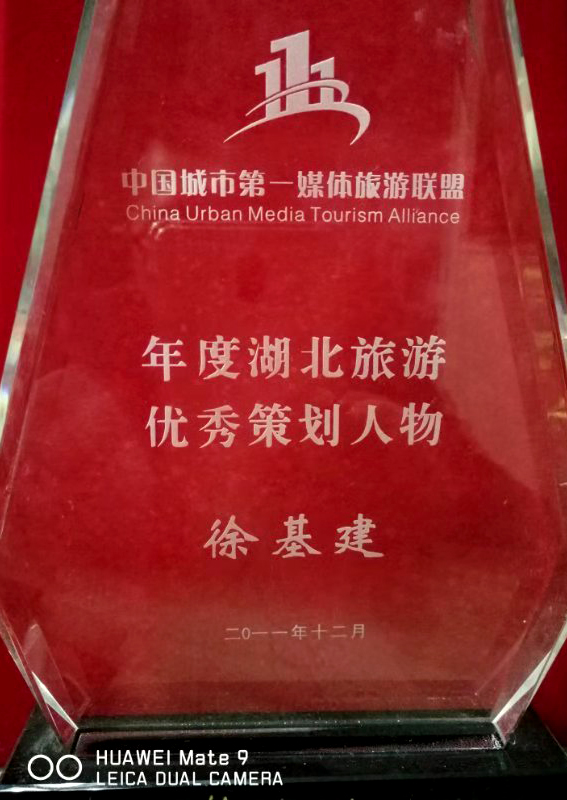 中国城市第一媒体旅游联盟
China Urban Media Tourism Alliance
年度湖北旅游
优秀策划人物
徐基建
二0一一年十二月
HUAWEI Mate 9
LEICA DUAL CAMERA